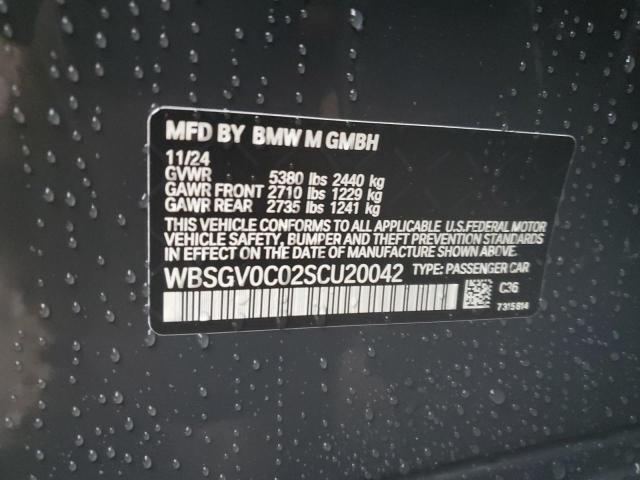 MFD BY BMW M GMBH
11/24
GVWR 5380 lbs 2440 kg
GAWR FRONT 2710 lbs 1229 kg
GAWR REAR 2735 lbs 1241 kg
THIS VEHICLE CONFORMS TO ALL APPLICABLE U.S.FEDERAL MOTOR
VEHICLE SAFETY, BUMPER, AND THEFT PREVENTION STANDARDS
IN EFFECT ON THE DATE OF MANUFACTURE SHOWN ABOVE.
WBSGV0C02SCU20042 TYPE: PASSENGER CAR
C36
7315814